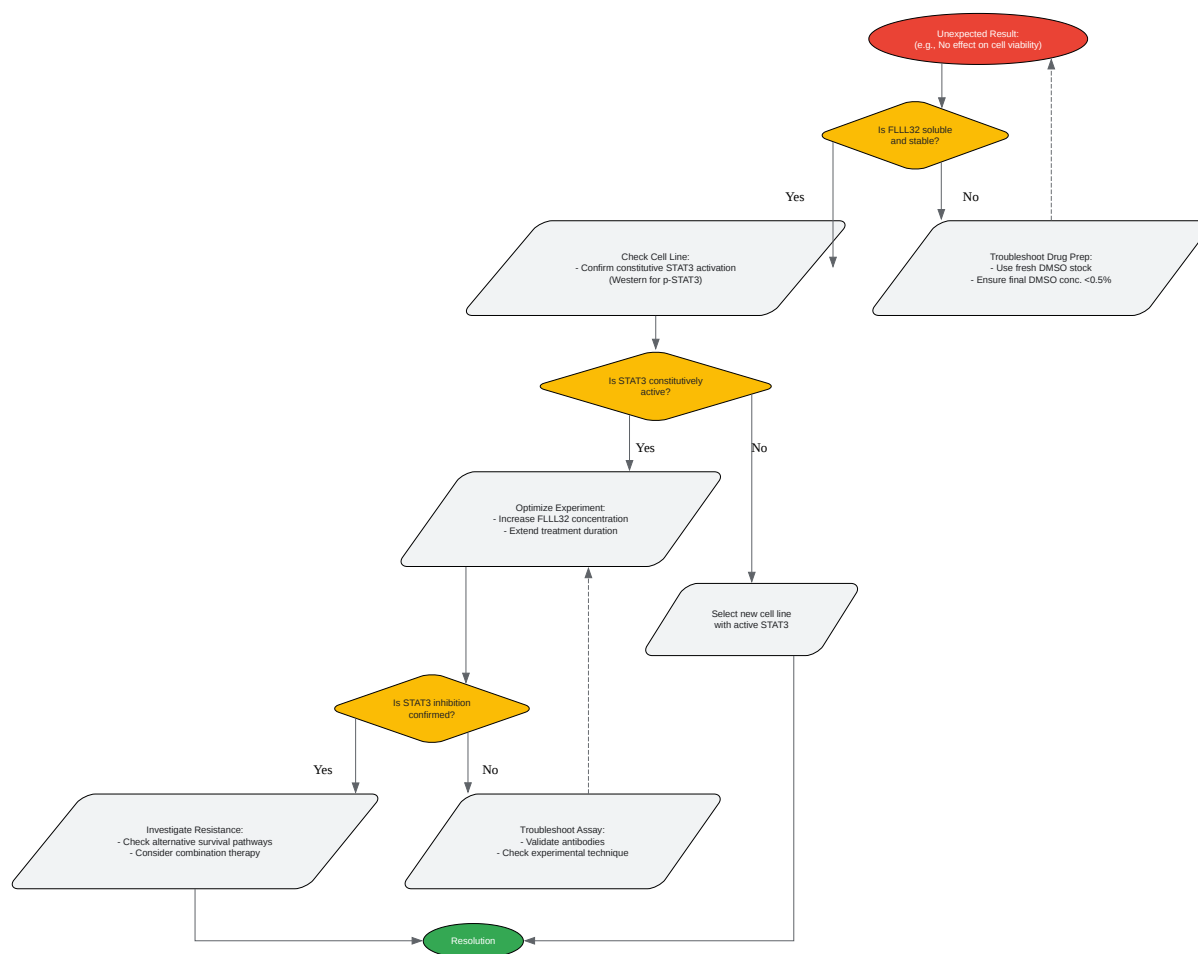 Unexpected Result:
(e.g., No effect on cell viability)
Is FLLL32 soluble
and stable?
Yes
No
Check Cell Line:
- Confirm constitutive STAT3 activation
(Western for p-STAT3)
Troubleshoot Drug Prep:
- Use fresh DMSO stock
- Ensure final DMSO conc. <0.5%
Is STAT3 constitutively
active?
Yes
No
Optimize Experiment:
- Increase FLLL32 concentration
- Extend treatment duration
Select new cell line
with active STAT3
Is STAT3 inhibition
confirmed?
Yes
No
Investigate Resistance:
- Check alternative survival pathways
- Consider combination therapy
Troubleshoot Assay:
- Validate antibodies
- Check experimental technique
Resolution